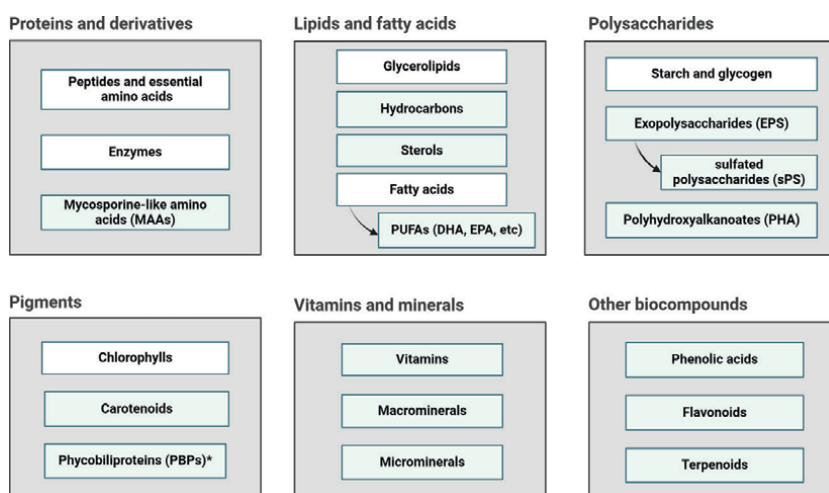 Proteins and derivatives
Peptides and essential
amino acids
Enzymes
Mycosporine-like amino
acids (MAAs)
Lipids and fatty acids
Glycerolipids
Hydrocarbons
Sterols
Fatty acids
PUFAs (DHA, EPA, etc)
Polysaccharides
Starch and glycogen
Exopolysaccharides (EPS)
sulfated
polysaccharides (sPS)
Polyhydroxyalkanoates (PHA)
Pigments
Chlorophylls
Carotenoids
Phycobiliproteins (PBPs)*
Vitamins and minerals
Vitamins
Macrominerals
Microminerals
Other biocompounds
Phenolic acids
Flavonoids
Terpenoids